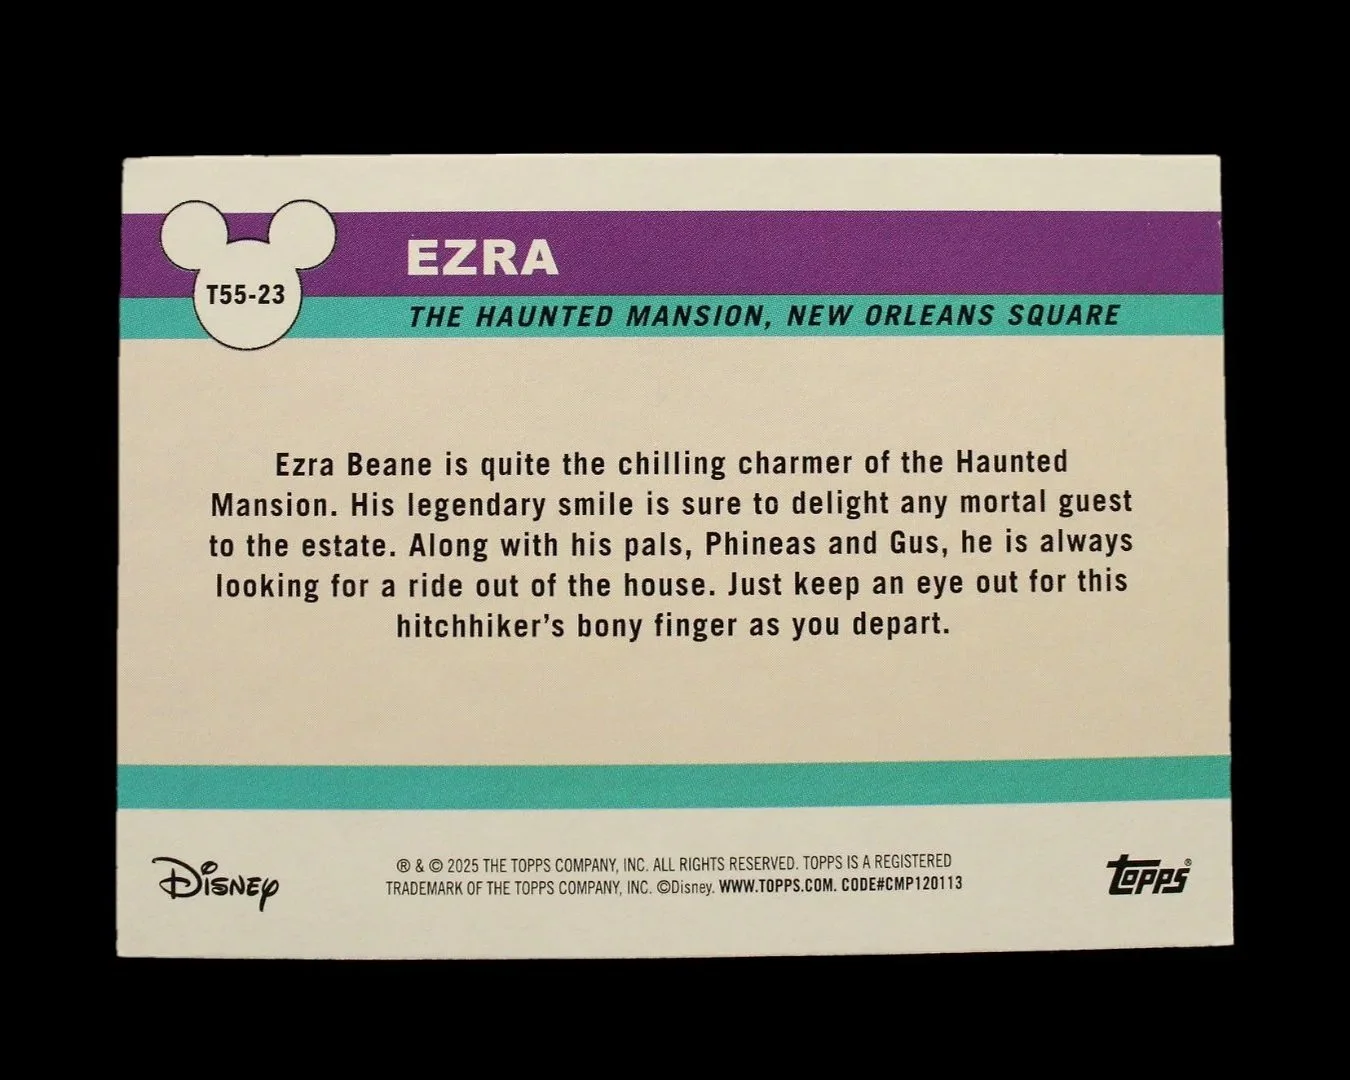 T55-23
EZRA
THE HAUNTED MANSION, NEW ORLEANS SQUARE
Ezra Beane is quite the chilling charmer of the Haunted
Mansion. His legendary smile is sure to delight any mortal guest
to the estate. Along with his pals, Phineas and Gus, he is always
looking for a ride out of the house. Just keep an eye out for this
hitchhiker’s bony finger as you depart.
Disney
® & © 2025 THE TOPPS COMPANY, INC. ALL RIGHTS RESERVED. TOPPS IS A REGISTERED
TRADEMARK OF THE TOPPS COMPANY, INC. ©Disney. WWW.TOPPS.COM. CODE#CMP120113
topps®